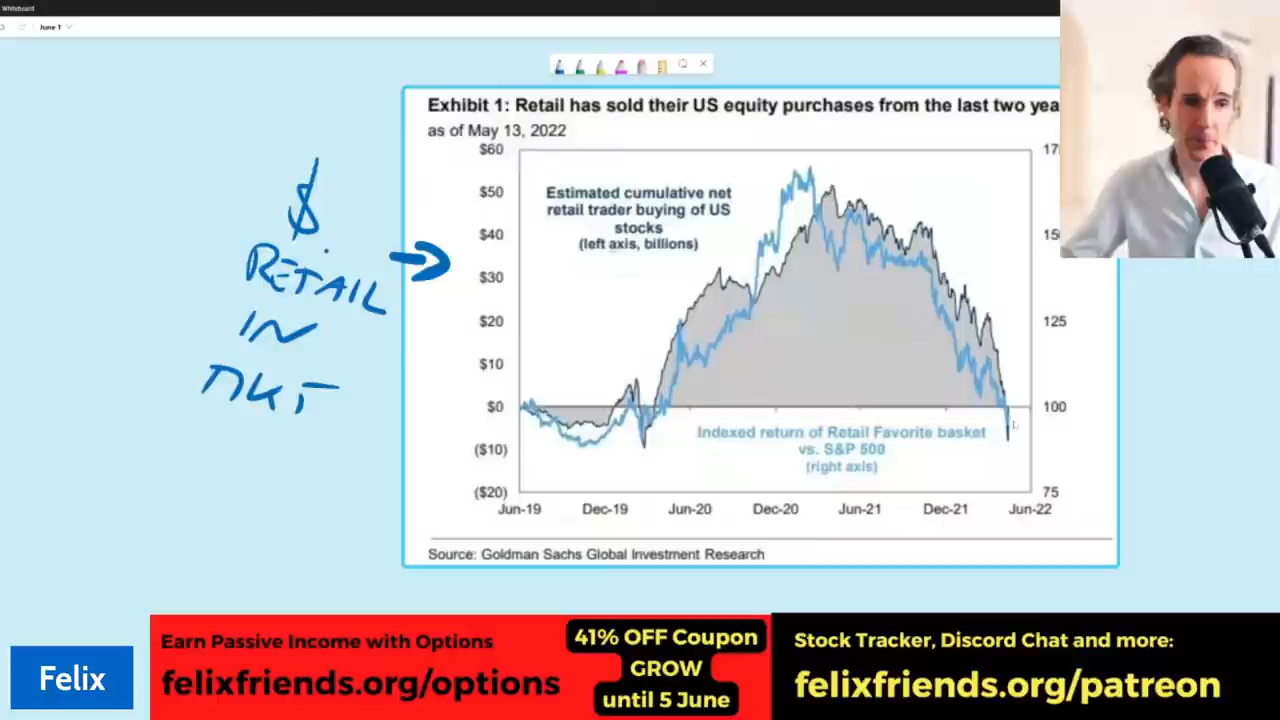 Whiteboard
June 1
Exhibit 1: Retail has sold their US equity purchases from the last two yea
as of May 13, 2022
$60
$50
$40
$30
$20
$10
$0
($10)
($20)
17
15
125
100
75
Estimated cumulative net
retail trader buying of US
stocks
(left axis, billions)
Indexed return of Retail Favorite basket
vs. S&P 500
(right axis)
Jun-19 Dec-19 Jun-20 Dec-20 Jun-21 Dec-21 Jun-22
Source: Goldman Sachs Global Investment Research
$
RETAIL
IN
MKT
Felix
Earn Passive Income with Options
felixfriends.org/options
41% OFF Coupon
GROW
until 5 June
Stock Tracker, Discord Chat and more:
felixfriends.org/patreon